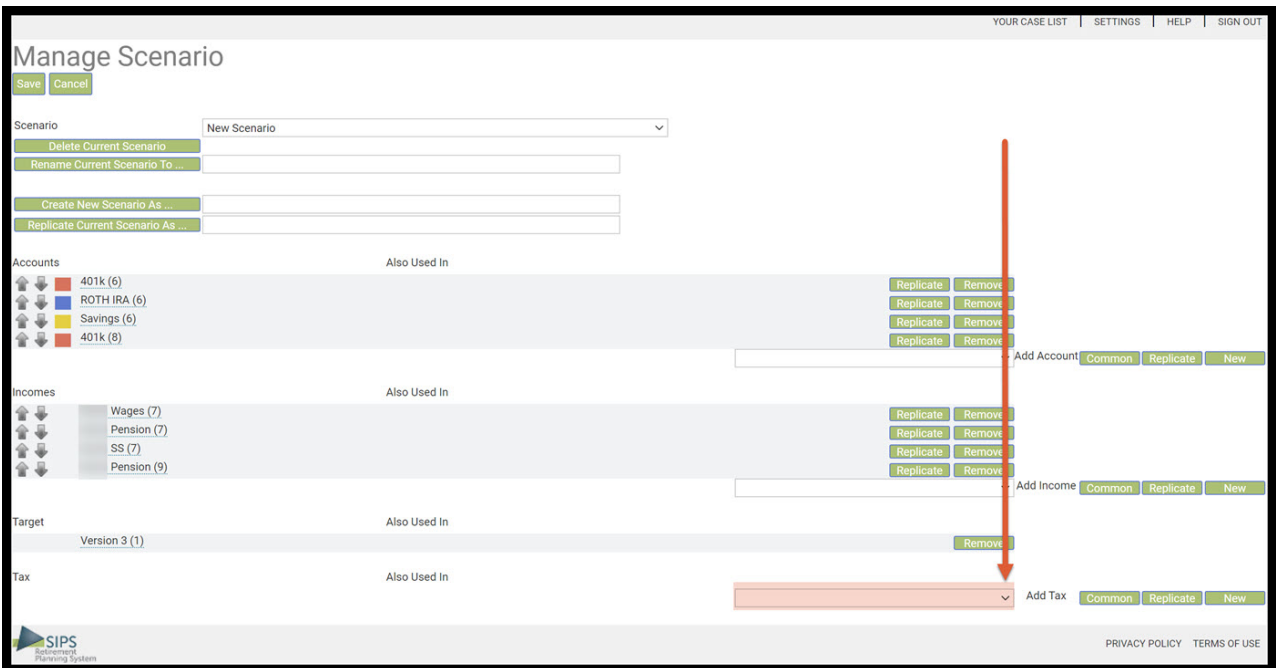 YOUR CASE LIST | SETTINGS | HELP | SIGN OUT
Manage Scenario
Save Cancel
Scenario New Scenario
Delete Current Scenario
Rename Current Scenario To ...
Create New Scenario As ...
Replicate Current Scenario As ...
Accounts Also Used In
401k (6) Replicate Remove
ROTH IRA (6) Replicate Remove
Savings (6) Replicate Remove
401k (8) Replicate Remove
Add Account Common Replicate New
Incomes Also Used In
Wages (7) Replicate Remove
Pension (7) Replicate Remove
SS (7) Replicate Remove
Pension (9) Replicate Remove
Add Income Common Replicate New
Target Also Used In
Version 3 (1) Remove
Tax Also Used In
Add Tax Common Replicate New
SIPS
Retirement
Planning System
PRIVACY POLICY TERMS OF USE